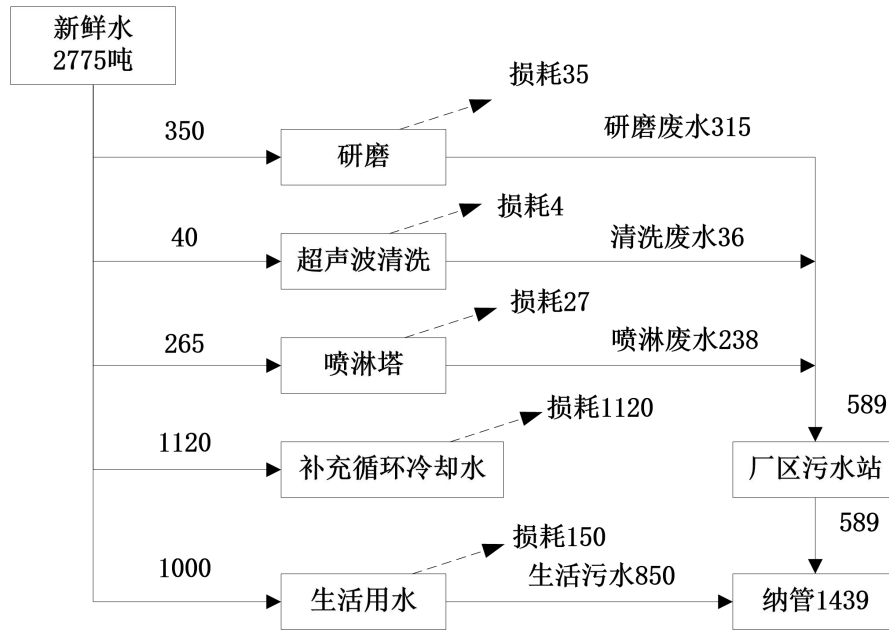 新鲜水
2775吨
损耗35
350
研磨
研磨废水315
损耗4
40
超声波清洗
清洗废水36
损耗27
265
喷淋塔
喷淋废水238
损耗1120
589
1120
补充循环冷却水
厂区污水站
589
损耗150
1000
生活用水
生活污水850
纳管1439